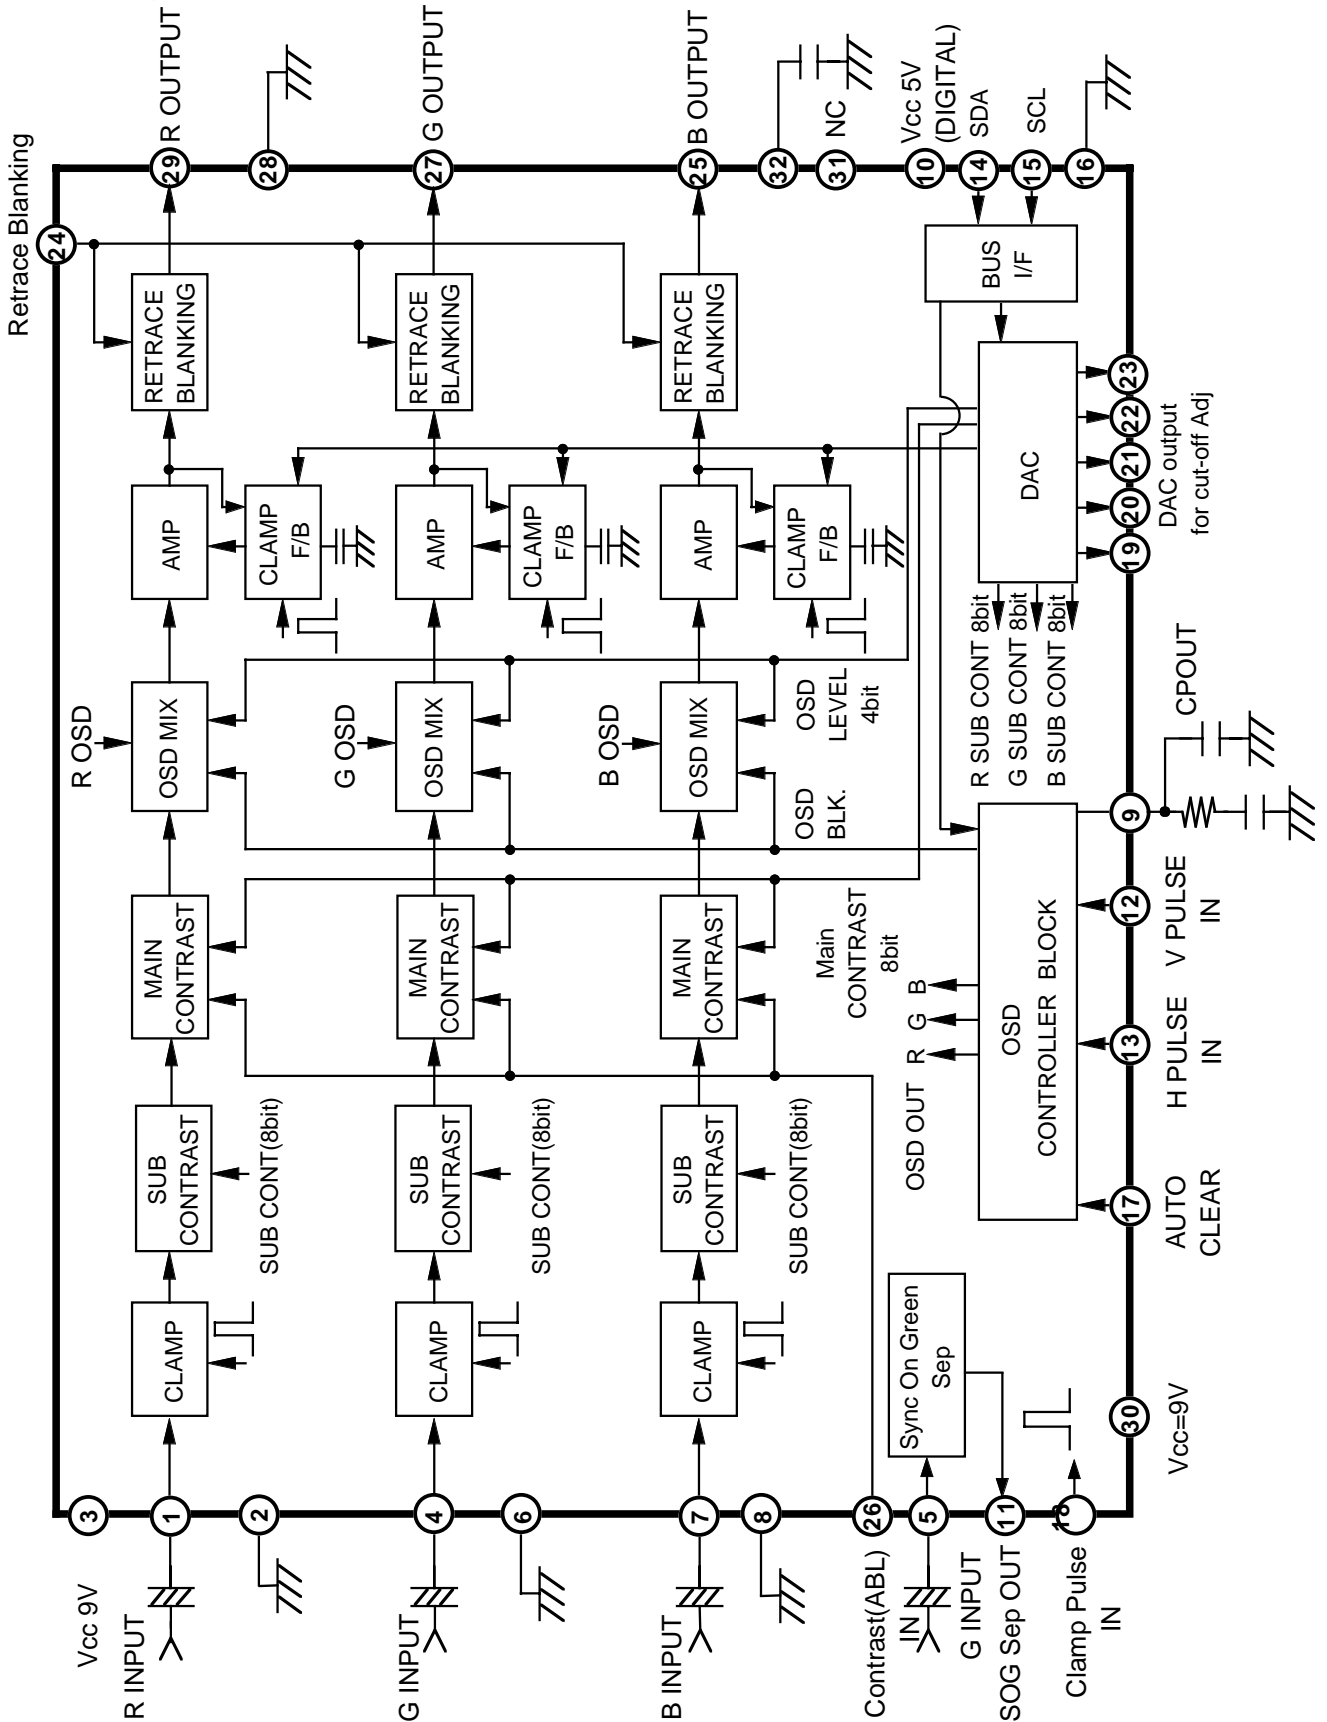 Retrace Blanking
24
Vcc 9V
3
R INPUT
1
CLAMP
SUB
CONTRAST
MAIN
CONTRAST
R OSD
OSD MIX
AMP
RETRACE
BLANKING
29
R OUTPUT
2
SUB CONT(8bit)
CLAMP
F/B
28
G INPUT
4
CLAMP
SUB
CONTRAST
MAIN
CONTRAST
G OSD
OSD MIX
AMP
RETRACE
BLANKING
27
G OUTPUT
6
SUB CONT(8bit)
CLAMP
F/B
B INPUT
7
CLAMP
SUB
CONTRAST
MAIN
CONTRAST
B OSD
OSD MIX
AMP
RETRACE
BLANKING
25
B OUTPUT
8
SUB CONT(8bit)
CLAMP
F/B
32
Main
CONTRAST
8bit
OSD
BLK.
OSD
LEVEL
4bit
31
NC
Contrast(ABL)
IN
26
5
G INPUT
Sync On Green
Sep
SOG Sep OUT
11
Clamp Pulse
IN
18
OSD OUT
R
G
B
OSD
CONTROLLER BLOCK
R SUB CONT 8bit
G SUB CONT 8bit
B SUB CONT 8bit
DAC
BUS
I/F
10
Vcc 5V
(DIGITAL)
14
SDA
15
SCL
16
30
Vcc=9V
17
AUTO
CLEAR
13
H PULSE
IN
12
V PULSE
IN
9
CPOUT
19
20
21
22
23
DAC output
for cut-off Adj